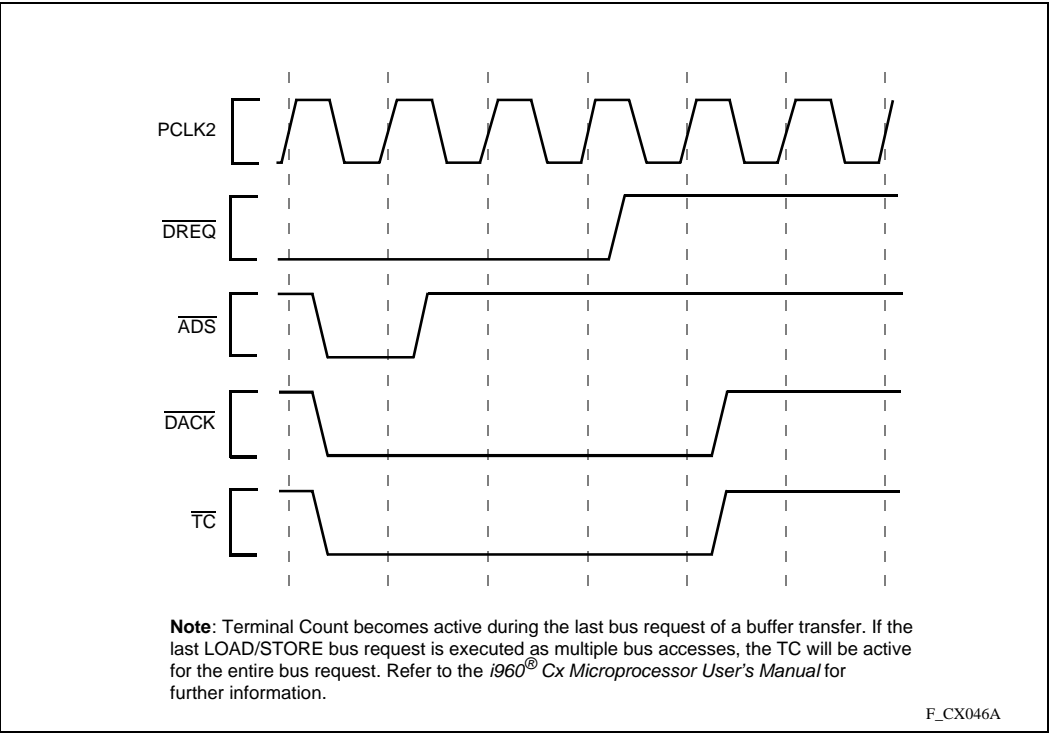 PCLK2
DREQ
ADS
DACK
TC
Note: Terminal Count becomes active during the last bus request of a buffer transfer. If the
last LOAD/STORE bus request is executed as multiple bus accesses, the TC will be active
for the entire bus request. Refer to the i960® Cx Microprocessor User's Manual for
further information.
F_CX046A